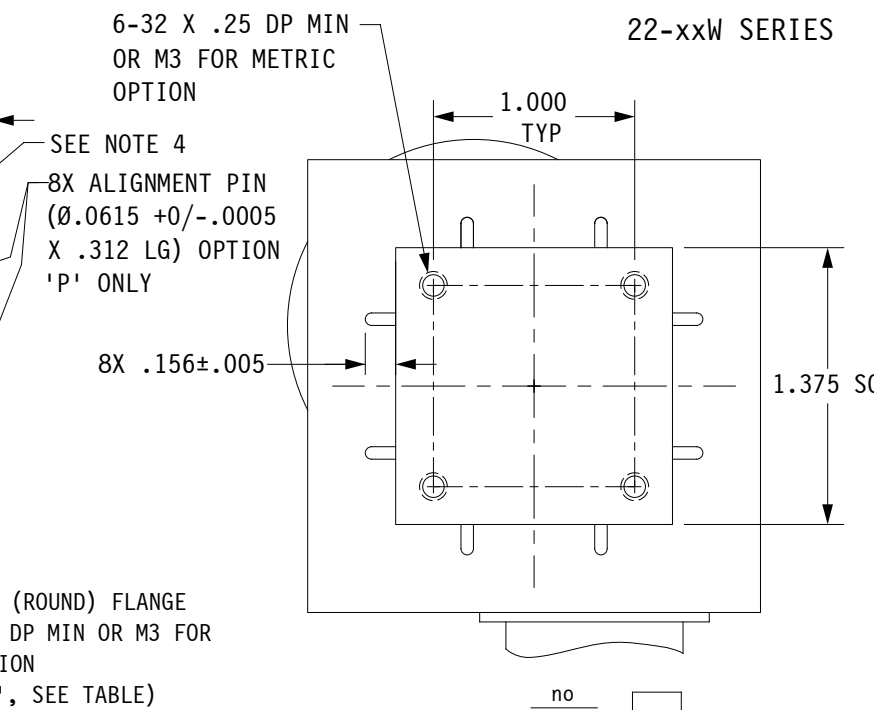 6-32 X .25 DP MIN
OR M3 FOR METRIC
OPTION
22-xxW SERIES
1.000
TYP
SEE NOTE 4
8X ALIGNMENT PIN
(Ø.0615 +0/-.0005
X .312 LG) OPTION
'P' ONLY
8X .156±.005
1.375
(ROUND) FLANGE
DP MIN OR M3 FOR
, SEE TABLE)
no